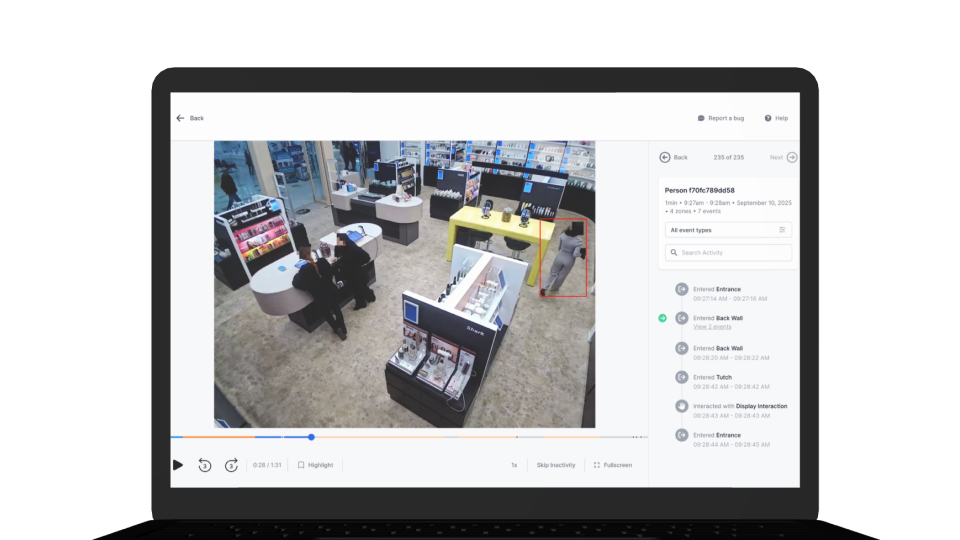 Back
Report a bug
Help
Back
235 of 235
Next
Person f70fc789dd58
1min • 9:27am - 9:28am • September 10, 2025
• 4 zones • 7 events
All event types
Search Activity
Entered Entrance
09:27:14 AM - 09:27:16 AM
Entered Back Wall
View 2 events
Entered Back Wall
09:28:20 AM - 09:28:22 AM
Entered Tutch
09:28:42 AM - 09:28:42 AM
Interacted with Display Interaction
09:28:43 AM - 09:28:43 AM
Entered Entrance
09:28:44 AM - 09:28:45 AM
Shark
3
3
0:28 / 1:31
Highlight
1x
Skip Inactivity
Fullscreen